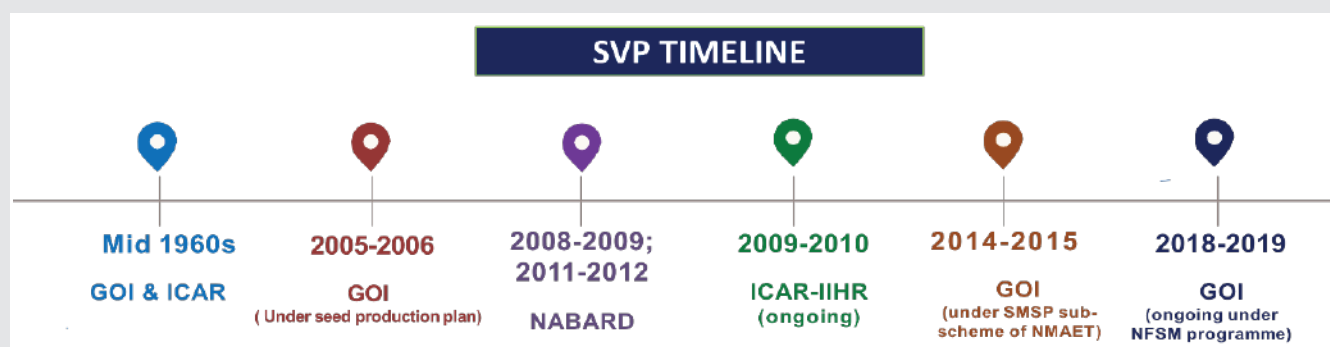 SVP TIMELINE
Mid 1960s
GOI & ICAR
2005-2006
GOI
( Under seed production plan)
2008-2009;
2011-2012
NABARD
2009-2010
ICAR-IIHR
(ongoing)
2014-2015
GOI
(under SMSP sub-
scheme of NMAET)
2018-2019
GOI
(ongoing under
NFSM programme)